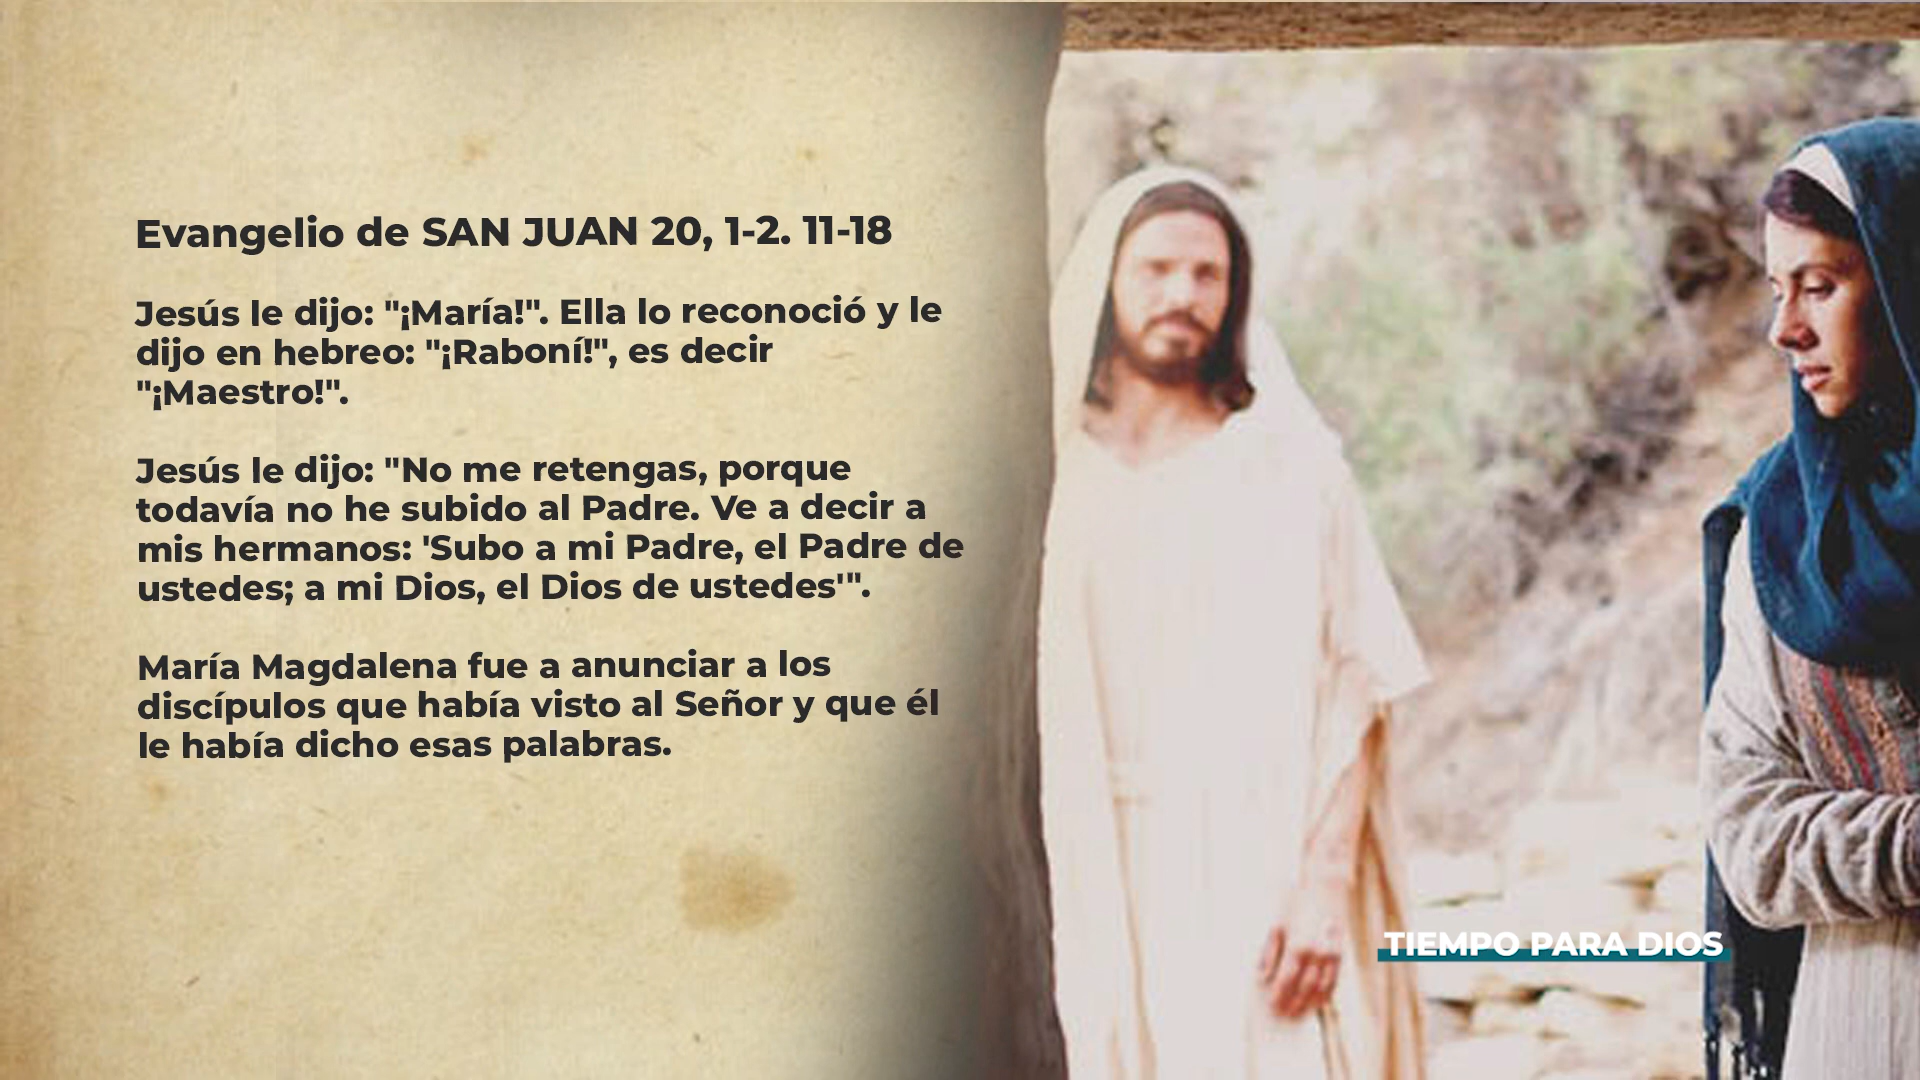 Evangelio de SAN JUAN 20, 1-2. 11-18
Jesús le dijo: "¡María!". Ella lo reconoció y le
dijo en hebreo: "¡Raboní!", es decir
"¡Maestro!".
Jesús le dijo: "No me retengas, porque
todavía no he subido al Padre. Ve a decir a
mis hermanos: 'Subo a mi Padre, el Padre de
ustedes; a mi Dios, el Dios de ustedes'".
María Magdalena fue a anunciar a los
discípulos que había visto al Señor y que él
le había dicho esas palabras.
TIEMPO PARA DIOS